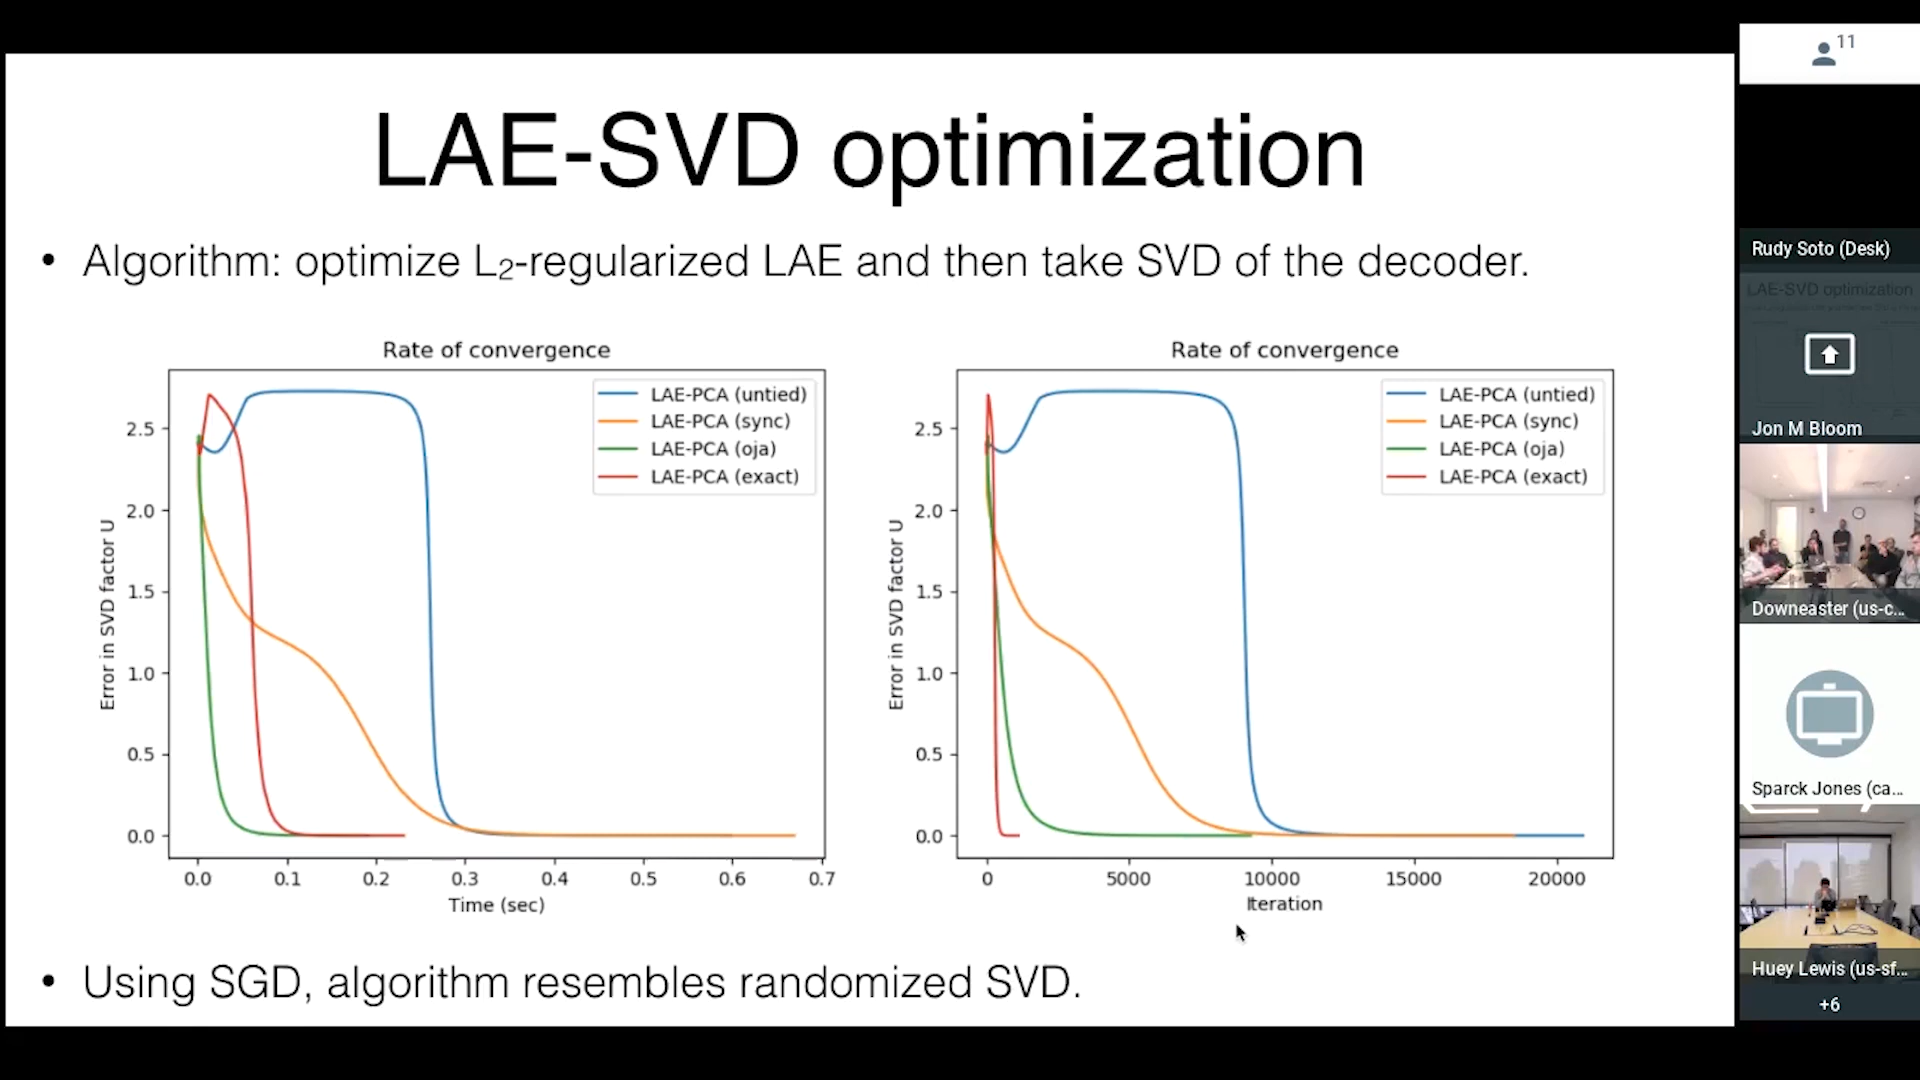 LAE-SVD optimization
• Algorithm: optimize L₂-regularized LAE and then take SVD of the decoder.
Rate of convergence
LAE-PCA (untied)
LAE-PCA (sync)
LAE-PCA (oja)
LAE-PCA (exact)
2.5
2.0
1.5
1.0
0.5
0.0
Error in SVD factor U
0.0 0.1 0.2 0.3 0.4 0.5 0.6 0.7
Time (sec)
Rate of convergence
LAE-PCA (untied)
LAE-PCA (sync)
LAE-PCA (oja)
LAE-PCA (exact)
2.5
2.0
1.5
1.0
0.5
0.0
Error in SVD factor U
0 5000 10000 15000 20000
Iteration
• Using SGD, algorithm resembles randomized SVD.
11
Rudy Soto (Desk)
LAE-SVD optimization
Jon M Bloom
Downeaster (us-c...
Sparck Jones (ca...
Huey Lewis (us-sf...
+6